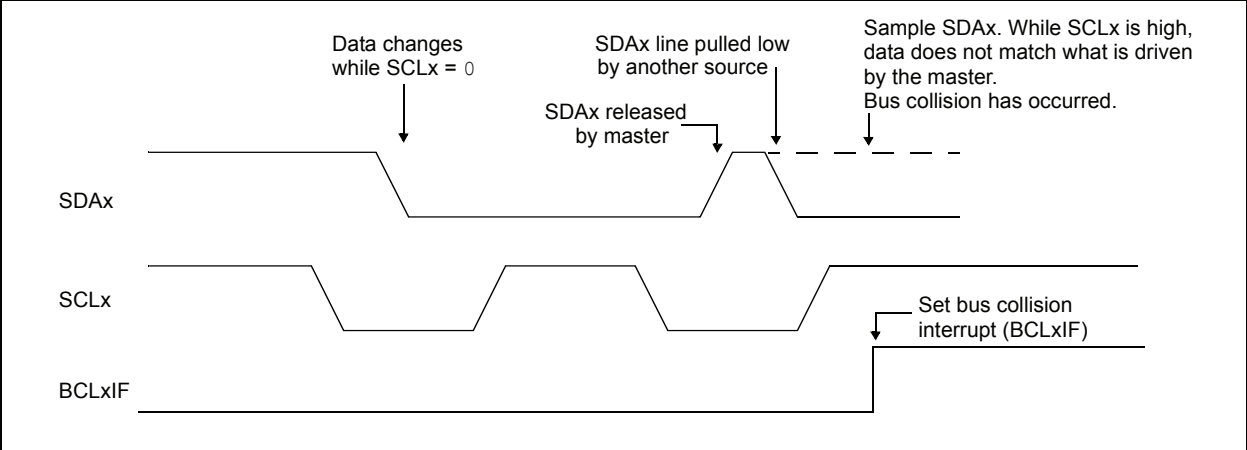 Data changes
while SCLx = 0
SDAx line pulled low
by another source
SDAx released
by master
Sample SDAx. While SCLx is high,
data does not match what is driven
by the master.
Bus collision has occurred.
SDAx
SCLx
Set bus collision
interrupt (BCLxIF)
BCLxIF